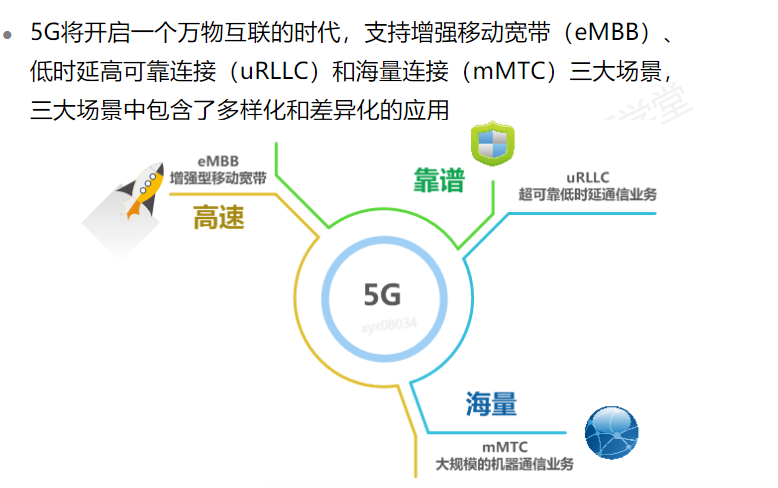 5G将开启一个万物互联的时代，支持增强移动宽带（eMBB）、
低时延高可靠连接（uRLLC）和海量连接（mMTC）三大场景，
三大场景中包含了多样化和差异化的应用
学堂
eMBB
增强型移动宽带
高速
靠谱
uRLLC
超可靠低时延通信业务
5G
xyx08034
海量
mMTC
大规模的机器通信业务